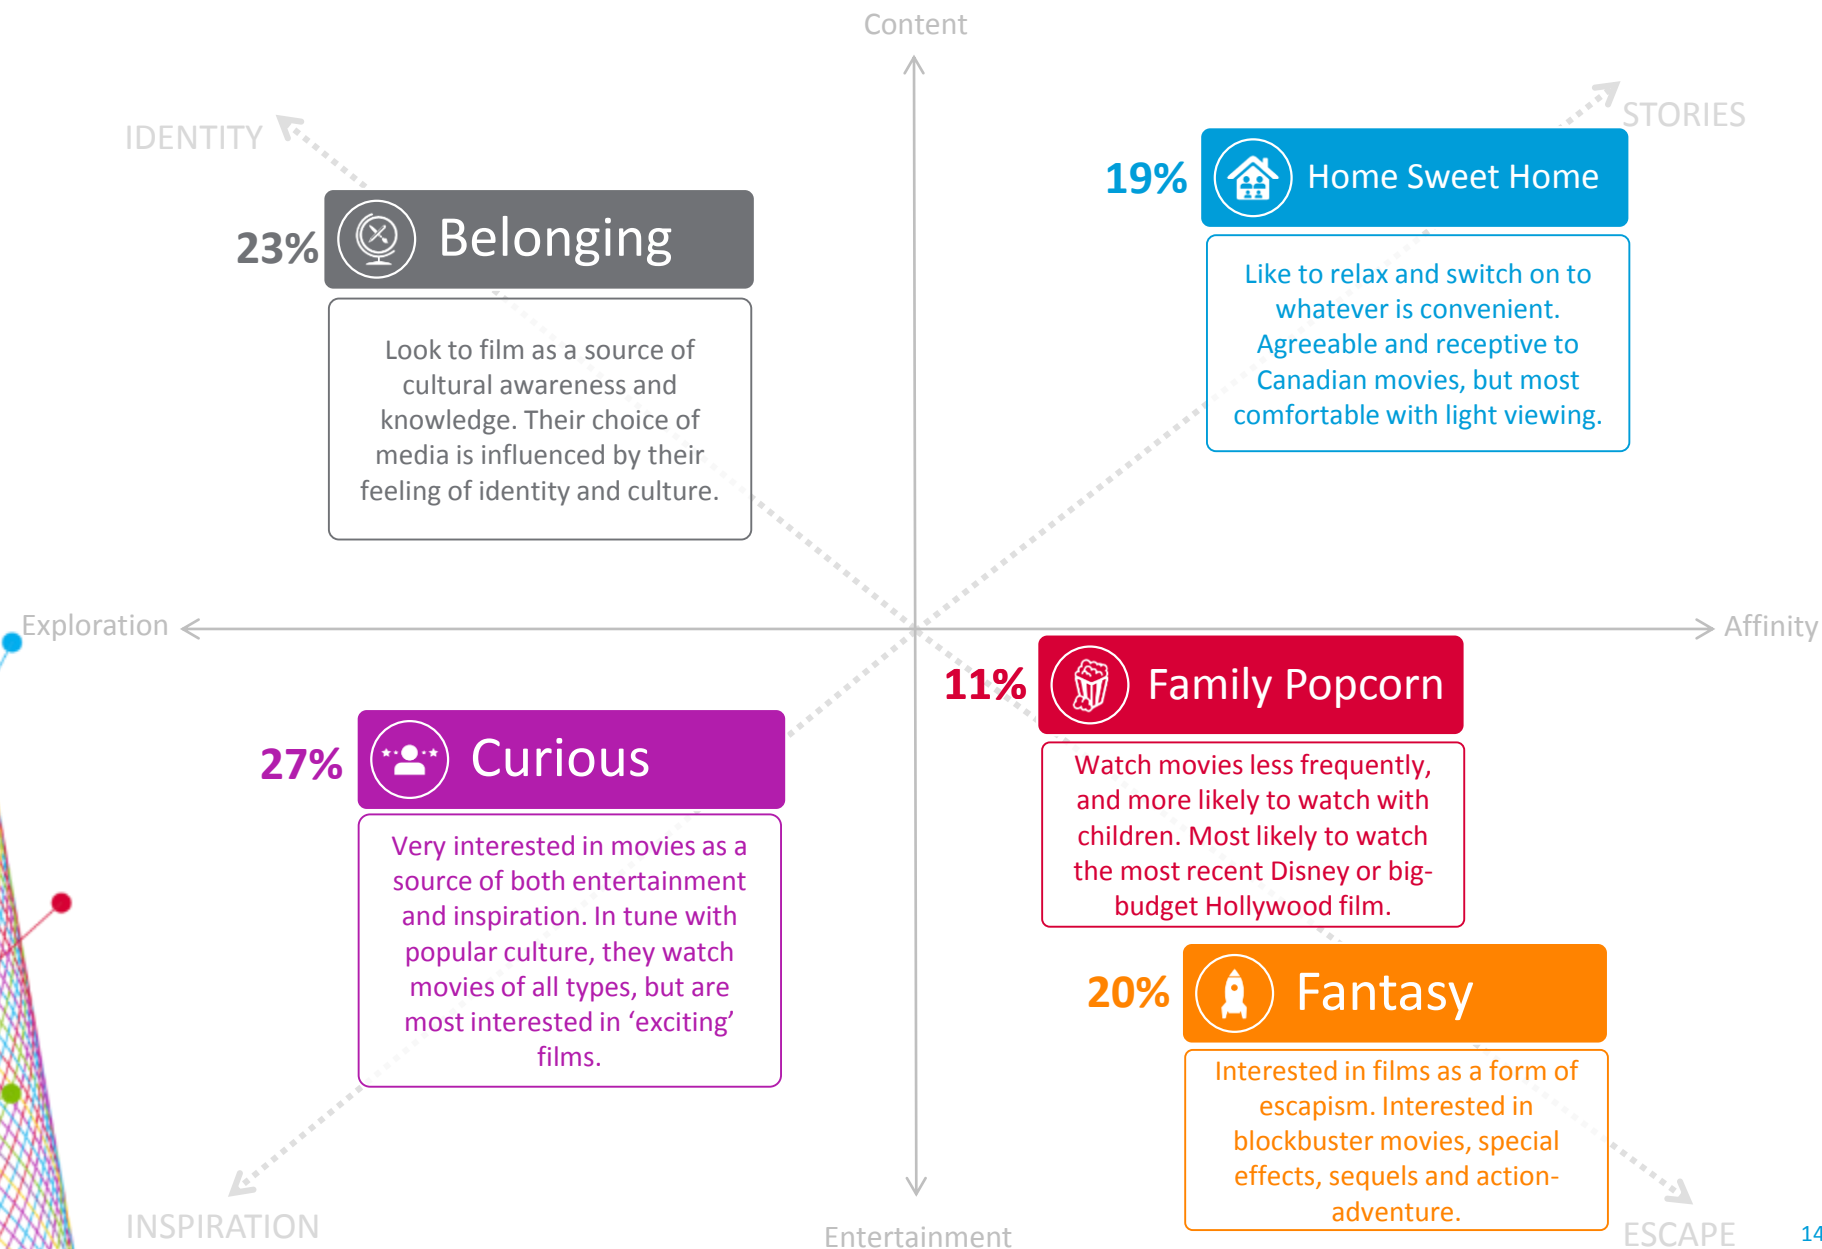 Content
IDENTITY
STORIES
19%
Home Sweet Home
23%
Belonging
Like to relax and switch on to
whatever is convenient.
Agreeable and receptive to
Canadian movies, but most
comfortable with light viewing.
Look to film as a source of
cultural awareness and
knowledge. Their choice of
media is influenced by their
feeling of identity and culture.
Exploration
Affinity
11%
Family Popcorn
27%
Curious
Watch movies less frequently,
and more likely to watch with
children. Most likely to watch
the most recent Disney or big-
budget Hollywood film.
Very interested in movies as a
source of both entertainment
and inspiration. In tune with
popular culture, they watch
movies of all types, but are
most interested in ‘exciting’
films.
20%
Fantasy
Interested in films as a form of
escapism. Interested in
blockbuster movies, special
effects, sequels and action-
adventure.
INSPIRATION
Entertainment
ESCAPE
14